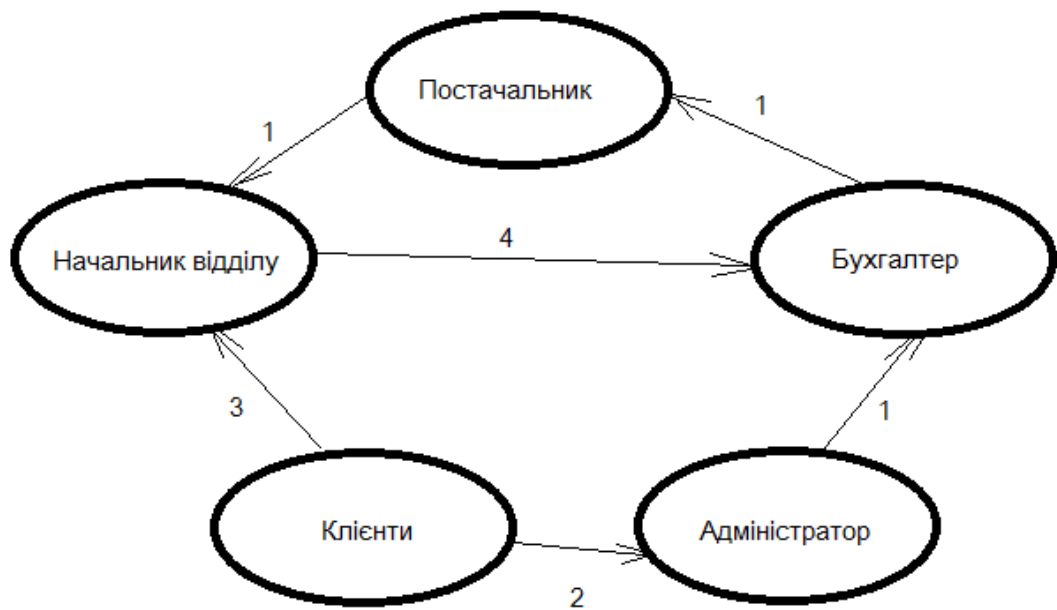 Постачальник
1
1
Начальник відділу
4
Бухгалтер
3
1
Клієнти
Адміністратор
2